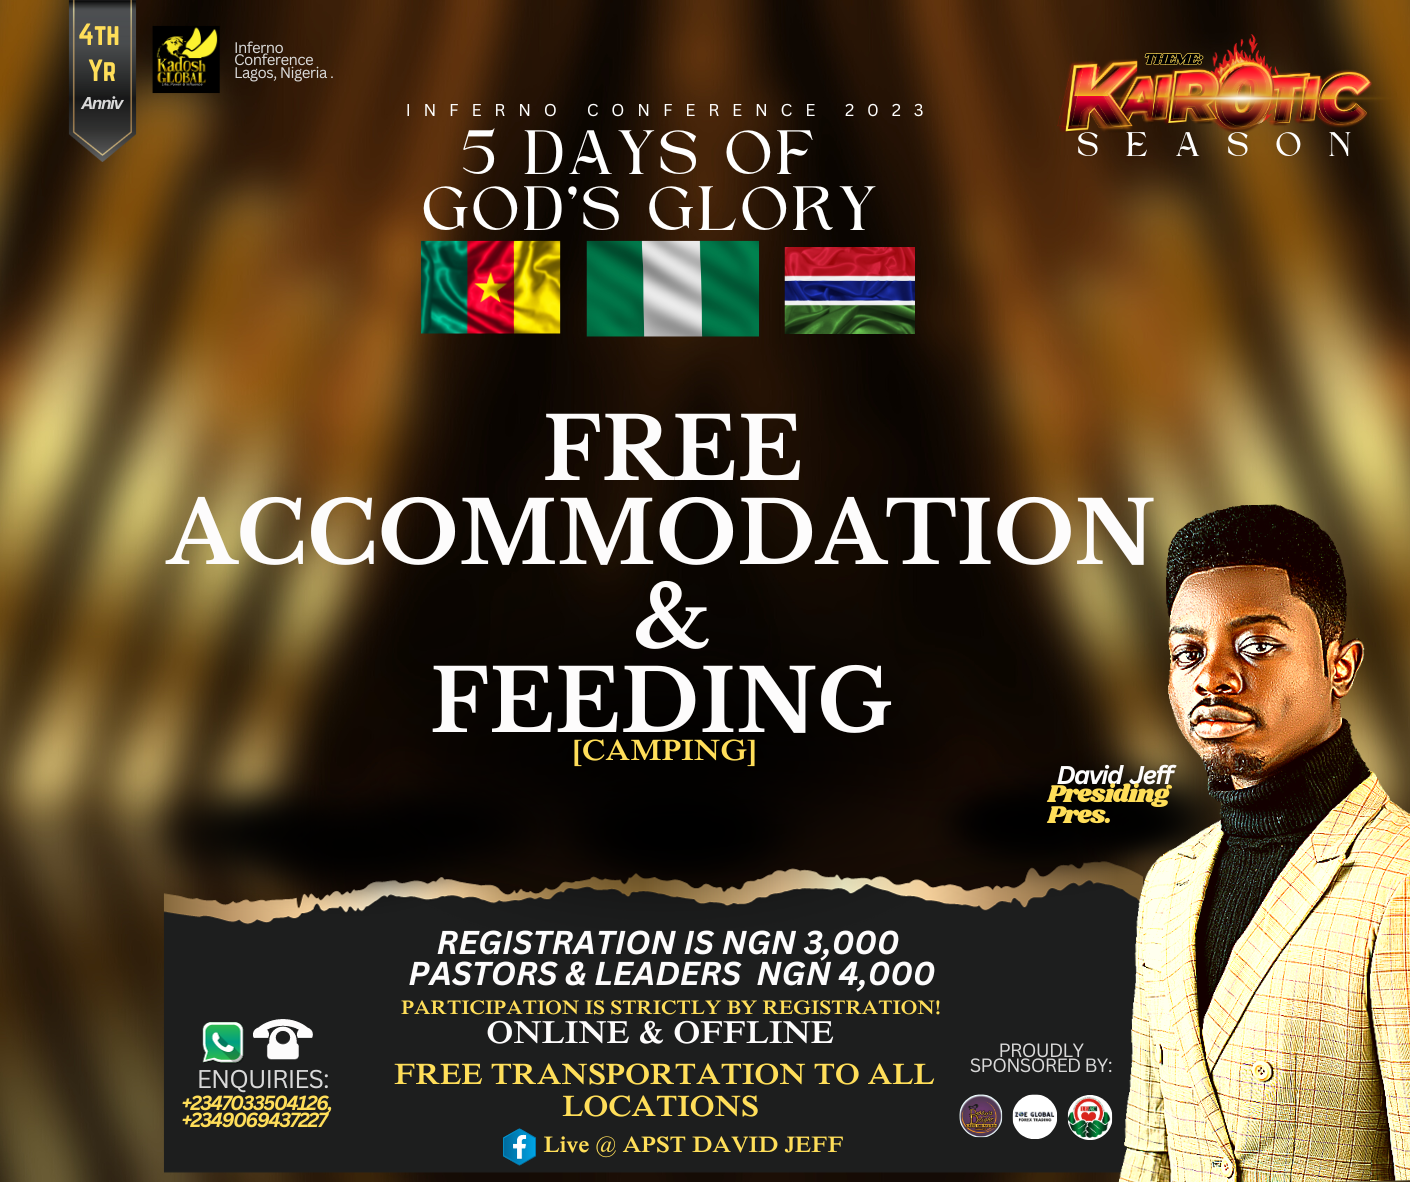 4TH
YR
Anniv
Kadosh
GLOBAL
Inferno
Conference
Lagos, Nigeria .
INFERNO CONFERENCE 2023
5 DAYS OF
GOD'S GLORY
THEME:
KAIROTIC
SEASON
FREE
ACCOMMODATION
&
FEEDING
[CAMPING]
David Jeff
Presiding
Pres.
REGISTRATION IS NGN 3,000
PASTORS & LEADERS NGN 4,000
PARTICIPATION IS STRICTLY BY REGISTRATION!
ONLINE & OFFLINE
FREE TRANSPORTATION TO ALL
LOCATIONS
Live @ APST DAVID JEFF
ENQUIRIES:
+2347033504126,
+2349069437227
PROUDLY
SPONSORED BY:
ZOE GLOBAL
FOREX TRADING